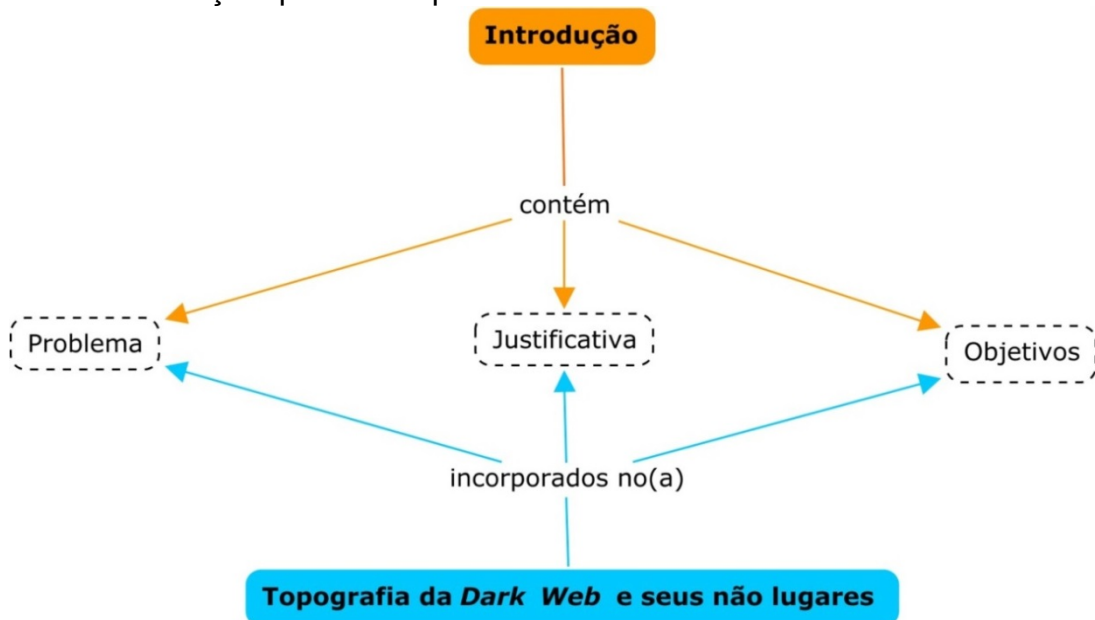 Introdução
contém
Problema
Justificativa
Objetivos
incorporados no(a)
Topografia da Dark Web e seus não lugares